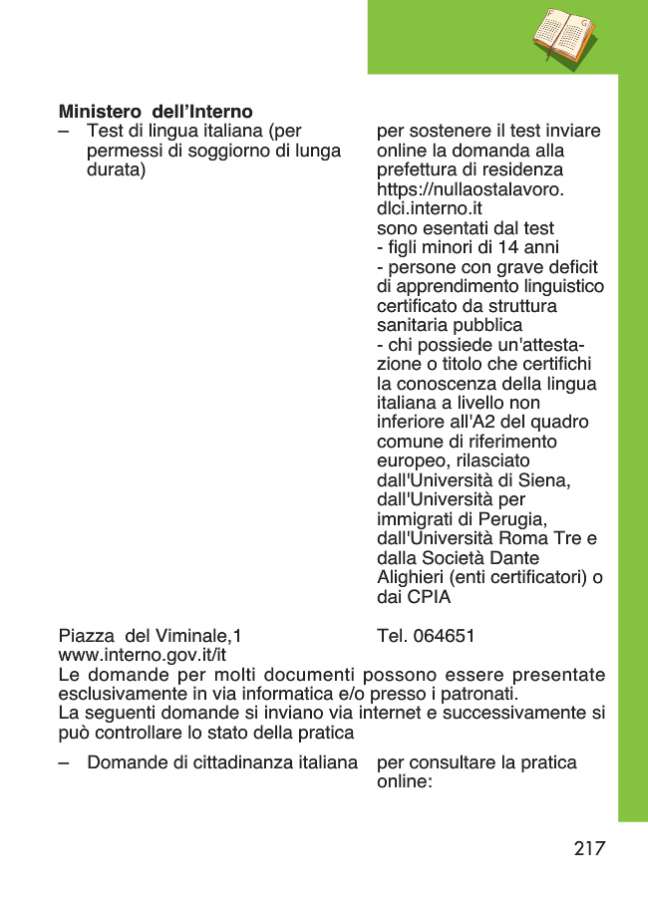 F G
Ministero dell’Interno
– Test di lingua italiana (per
permessi di soggiorno di lunga
durata)
per sostenere il test inviare
online la domanda alla
prefettura di residenza
https://nullaostalavoro.
dlci.interno.it
sono esentati dal test
- figli minori di 14 anni
- persone con grave deficit
di apprendimento linguistico
certificato da struttura
sanitaria pubblica
- chi possiede un'attesta-
zione o titolo che certifichi
la conoscenza della lingua
italiana a livello non
inferiore all'A2 del quadro
comune di riferimento
europeo, rilasciato
dall'Università di Siena,
dall'Università per
immigrati di Perugia,
dall'Università Roma Tre e
dalla Società Dante
Alighieri (enti certificatori) o
dai CPIA
Piazza del Viminale,1
Tel. 064651
www.interno.gov.it/it
Le domande per molti documenti possono essere presentate
esclusivamente in via informatica e/o presso i patronati.
La seguenti domande si inviano via internet e successivamente si
può controllare lo stato della pratica
– Domande di cittadinanza italiana
per consultare la pratica
online:
217